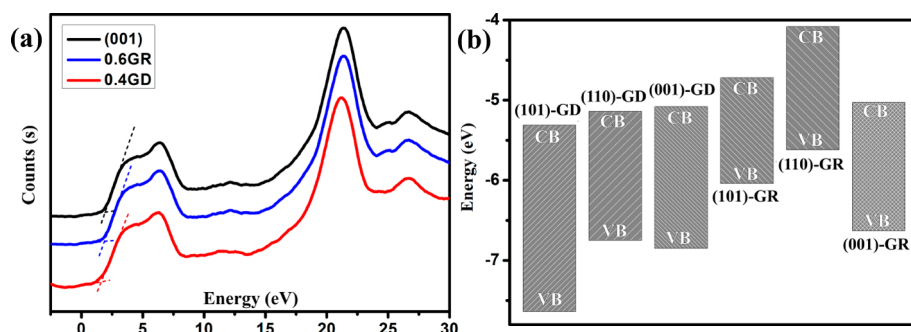 (a)
(001)
0.6GR
0.4GD
Counts (s)
Energy (eV)
0 5 10 15 20 25 30
(b)
Energy (eV)
-4
-5
-6
-7
(101)-GD
CB
VB
(110)-GD
CB
VB
(001)-GD
CB
VB
CB
VB
(101)-GR
CB
VB
(110)-GR
CB
VB
(001)-GR